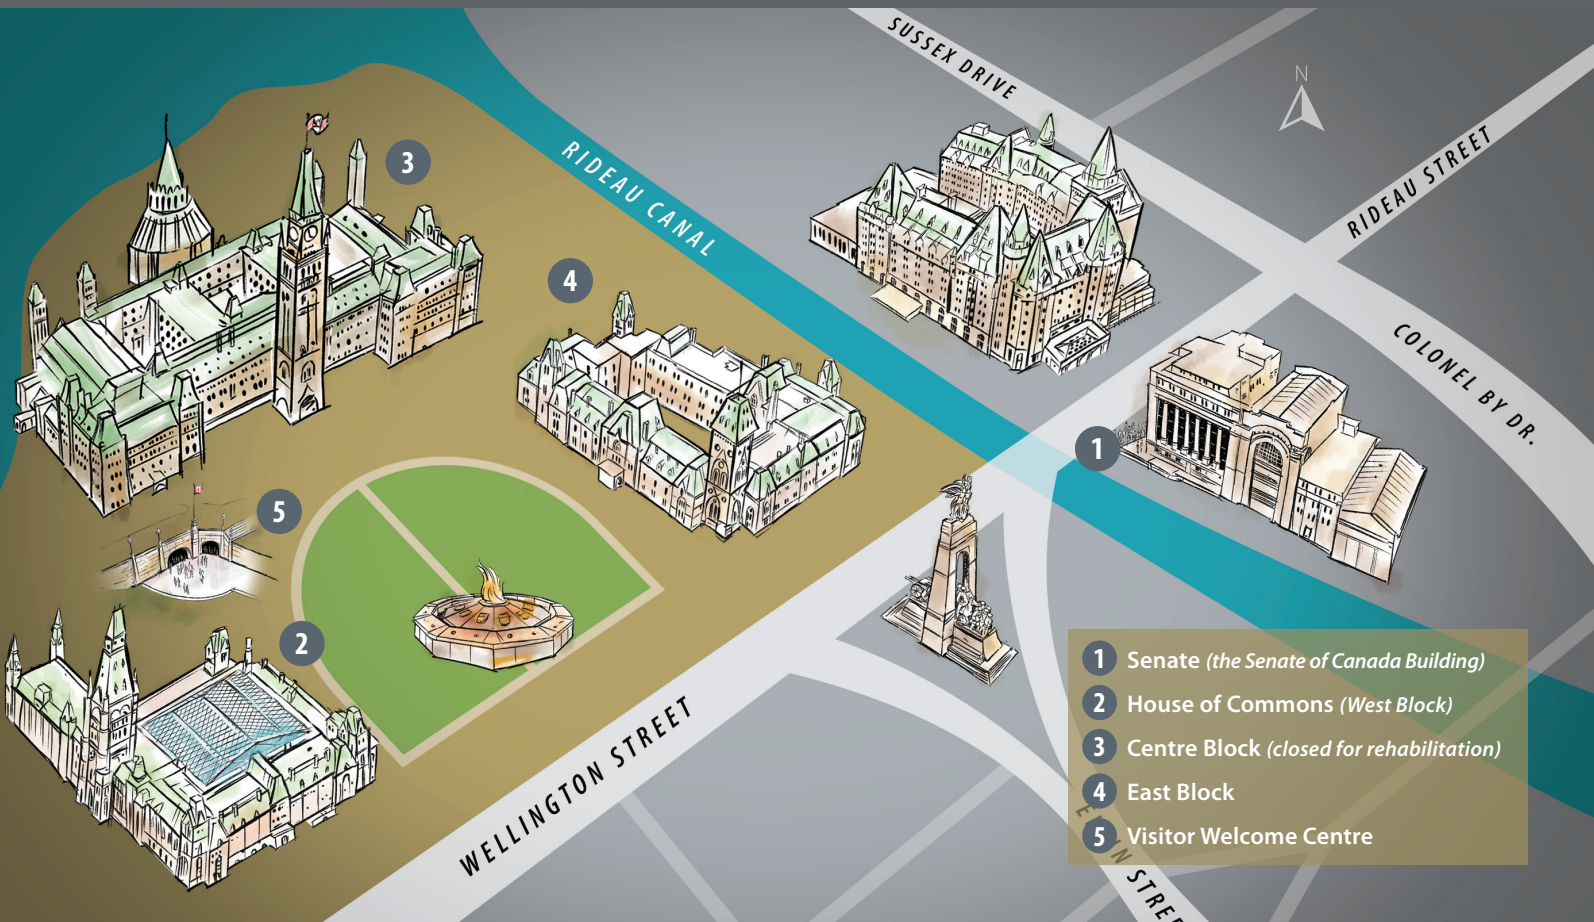 SUSSEX DRIVE
N
RIDEAU STREET
3
RIDEAU CANAL
4
COLONEL BY DR.
1
5
2
WELLINGTON STREET
1 Senate (the Senate of Canada Building)
2 House of Commons (West Block)
3 Centre Block (closed for rehabilitation)
4 East Block
5 Visitor Welcome Centre